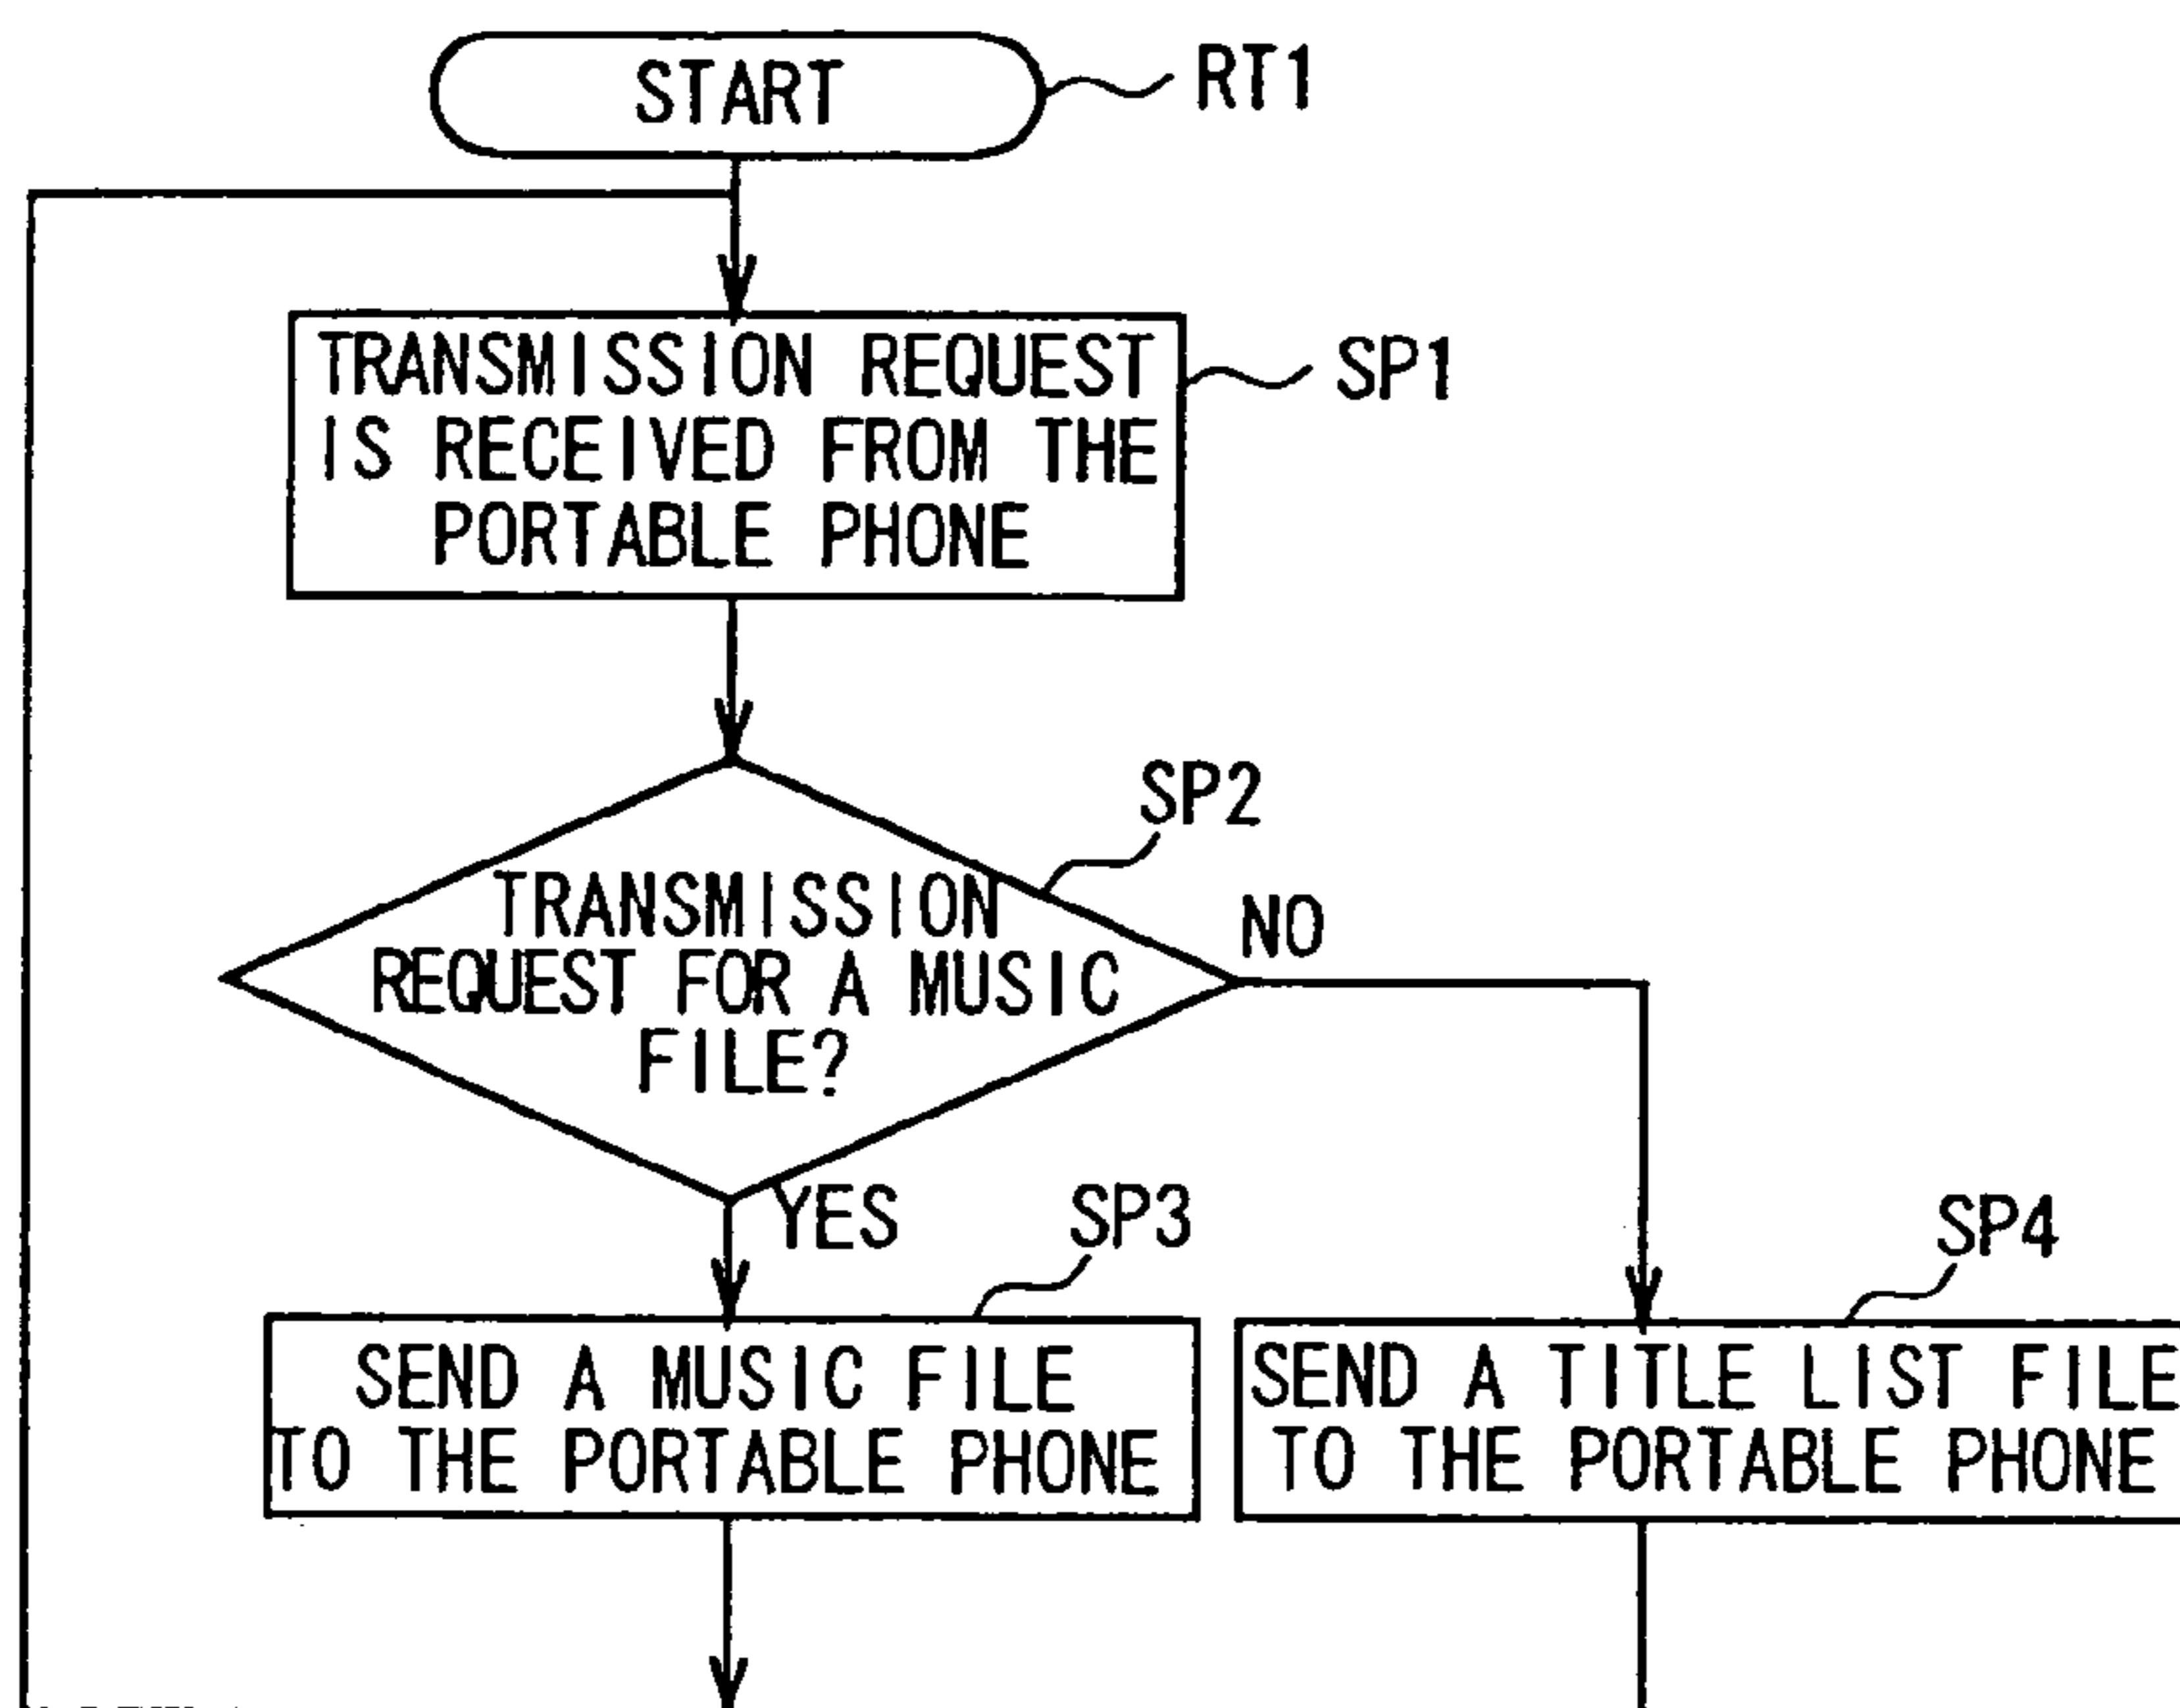 START
RT1
TRANSMISSION REQUEST
IS RECEIVED FROM THE
PORTABLE PHONE
SP1
SP2
TRANSMISSION
REQUEST FOR A MUSIC
FILE?
NO
YES
SP3
SP4
SEND A MUSIC FILE
TO THE PORTABLE PHONE
SEND A TITLE LIST FILE
TO THE PORTABLE PHONE